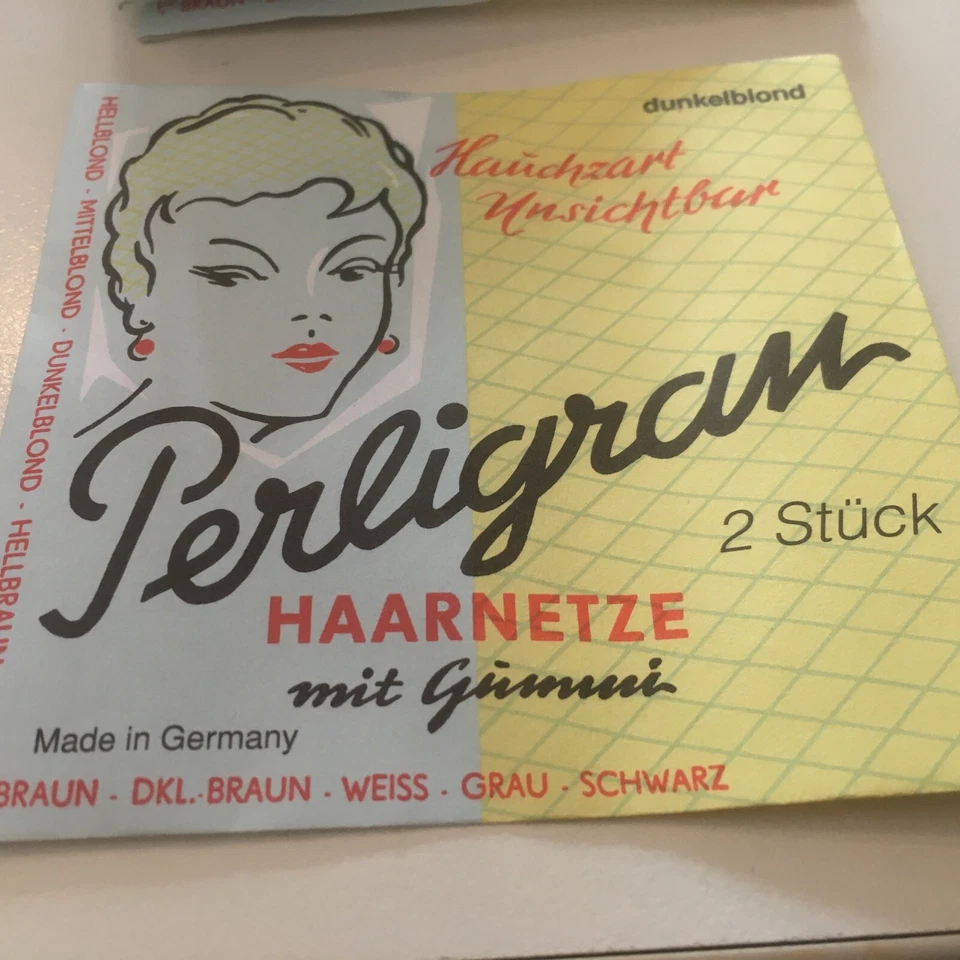 BRAUN
dunkelblond
Hauchzart
Unsichtbar
HELLBLOND - MITTELBLOND - DUNKELBLOND - HELLBRAUN
Perligran
2 Stück
HAARNETZE
mit Gummi
Made in Germany
BRAUN - DKL.-BRAUN - WEISS - GRAU - SCHWARZ